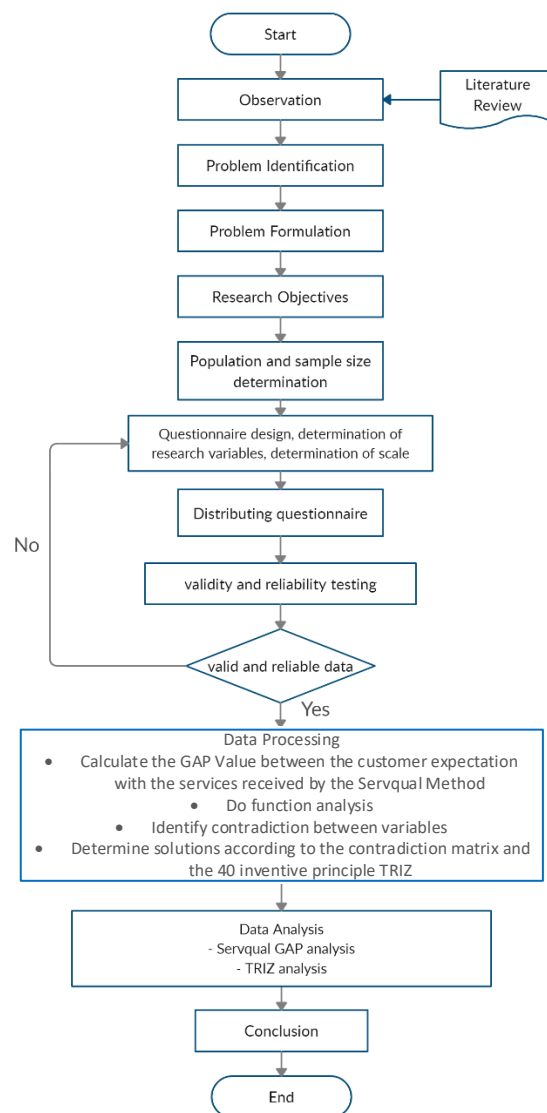 Start
Observation
Literature
Review
Problem Identification
Problem Formulation
Research Objectives
Population and sample size
determination
Questionnaire design, determination of
research variables, determination of scale
Distributing questionnaire
No
validity and reliability testing
valid and reliable data
Yes
Data Processing
• Calculate the GAP Value between the customer expectation
with the services received by the Servqual Method
• Do function analysis
• Identify contradiction between variables
• Determine solutions according to the contradiction matrix and
the 40 inventive principle TRIZ
Data Analysis
- Servqual GAP analysis
- TRIZ analysis
Conclusion
End